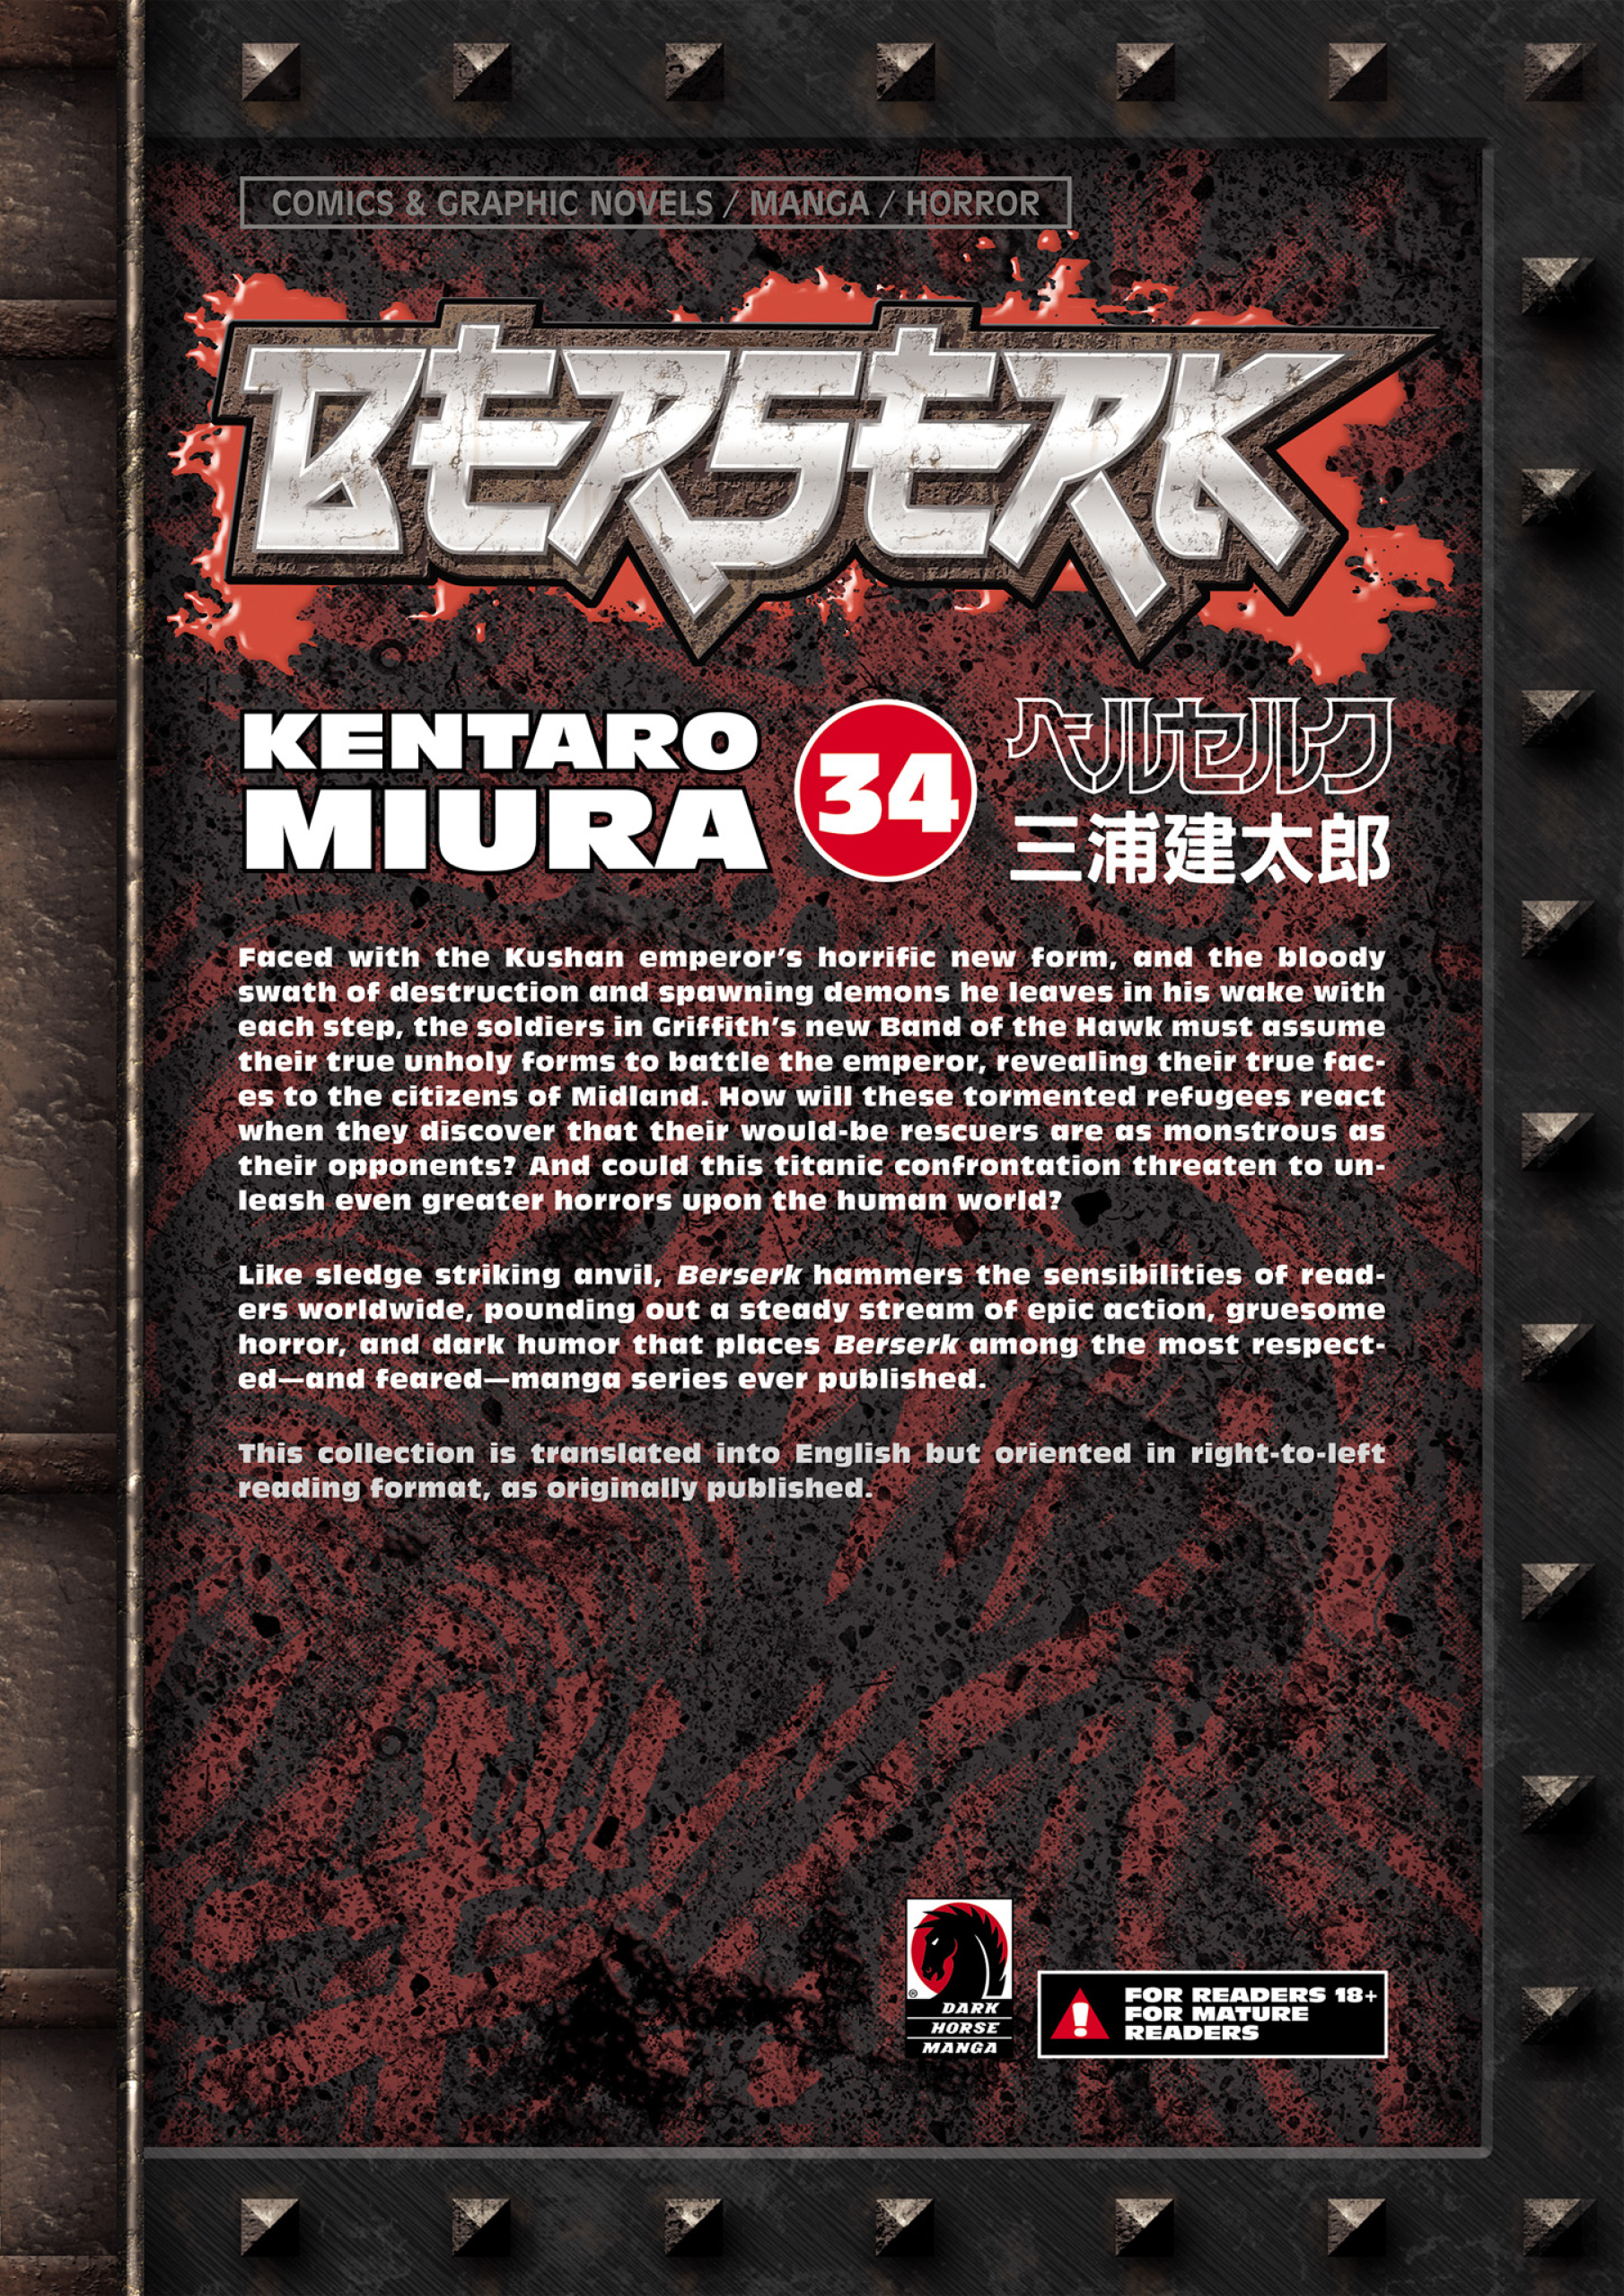 COMICS & GRAPHIC NOVELS / MANGA / HORROR
BERSERK
KENTARO
MIURA
34
ベルセルク
三浦建太郎
Faced with the Kushan emperor's horrific new form, and the bloody
swath of destruction and spawning demons he leaves in his wake with
each step, the soldiers in Griffith's new Band of the Hawk must assume
their true unholy forms to battle the emperor, revealing their true fac-
es to the citizens of Midland. How will these tormented refugees react
when they discover that their would-be rescuers are as monstrous as
their opponents? And could this titanic confrontation threaten to un-
leash even greater horrors upon the human world?
Like sledge striking anvil, Berserk hammers the sensibilities of read-
ers worldwide, pounding out a steady stream of epic action, gruesome
horror, and dark humor that places Berserk among the most respect-
ed—and feared—manga series ever published.
This collection is translated into English but oriented in right-to-left
reading format, as originally published.
®
DARK
HORSE
MANGA
!
FOR READERS 18+
FOR MATURE
READERS